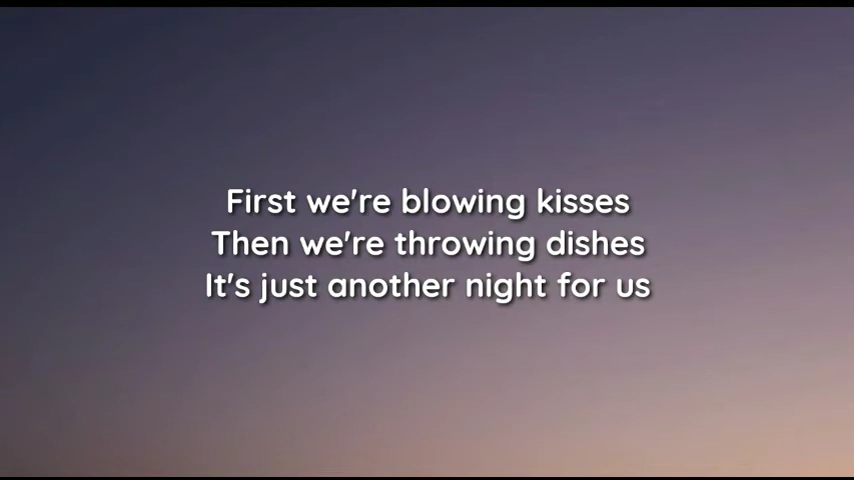 First we're blowing kisses
Then we're throwing dishes
It's just another night for us